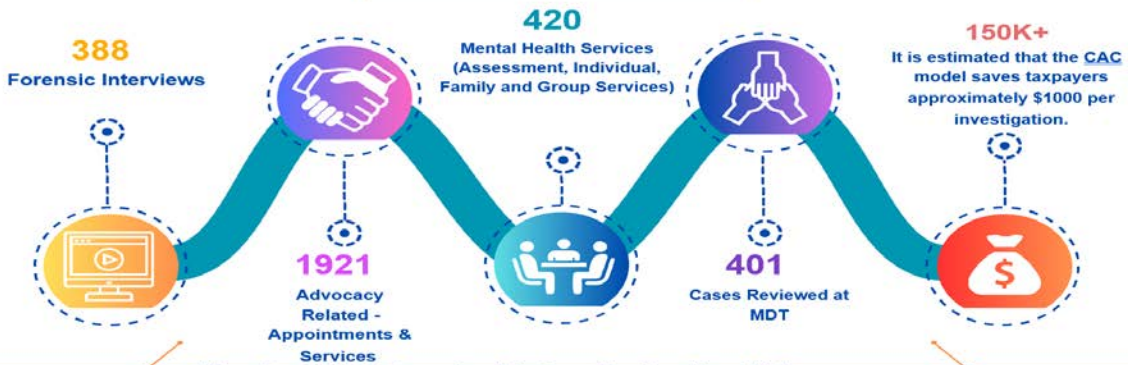 388
Forensic Interviews
1921
Advocacy
Related -
Appointments &
Services
420
Mental Health Services
(Assessment, Individual,
Family and Group Services)
401
Cases Reviewed at
MDT
150K+
It is estimated that the CAC
model saves taxpayers
approximately $1000 per
investigation.
$